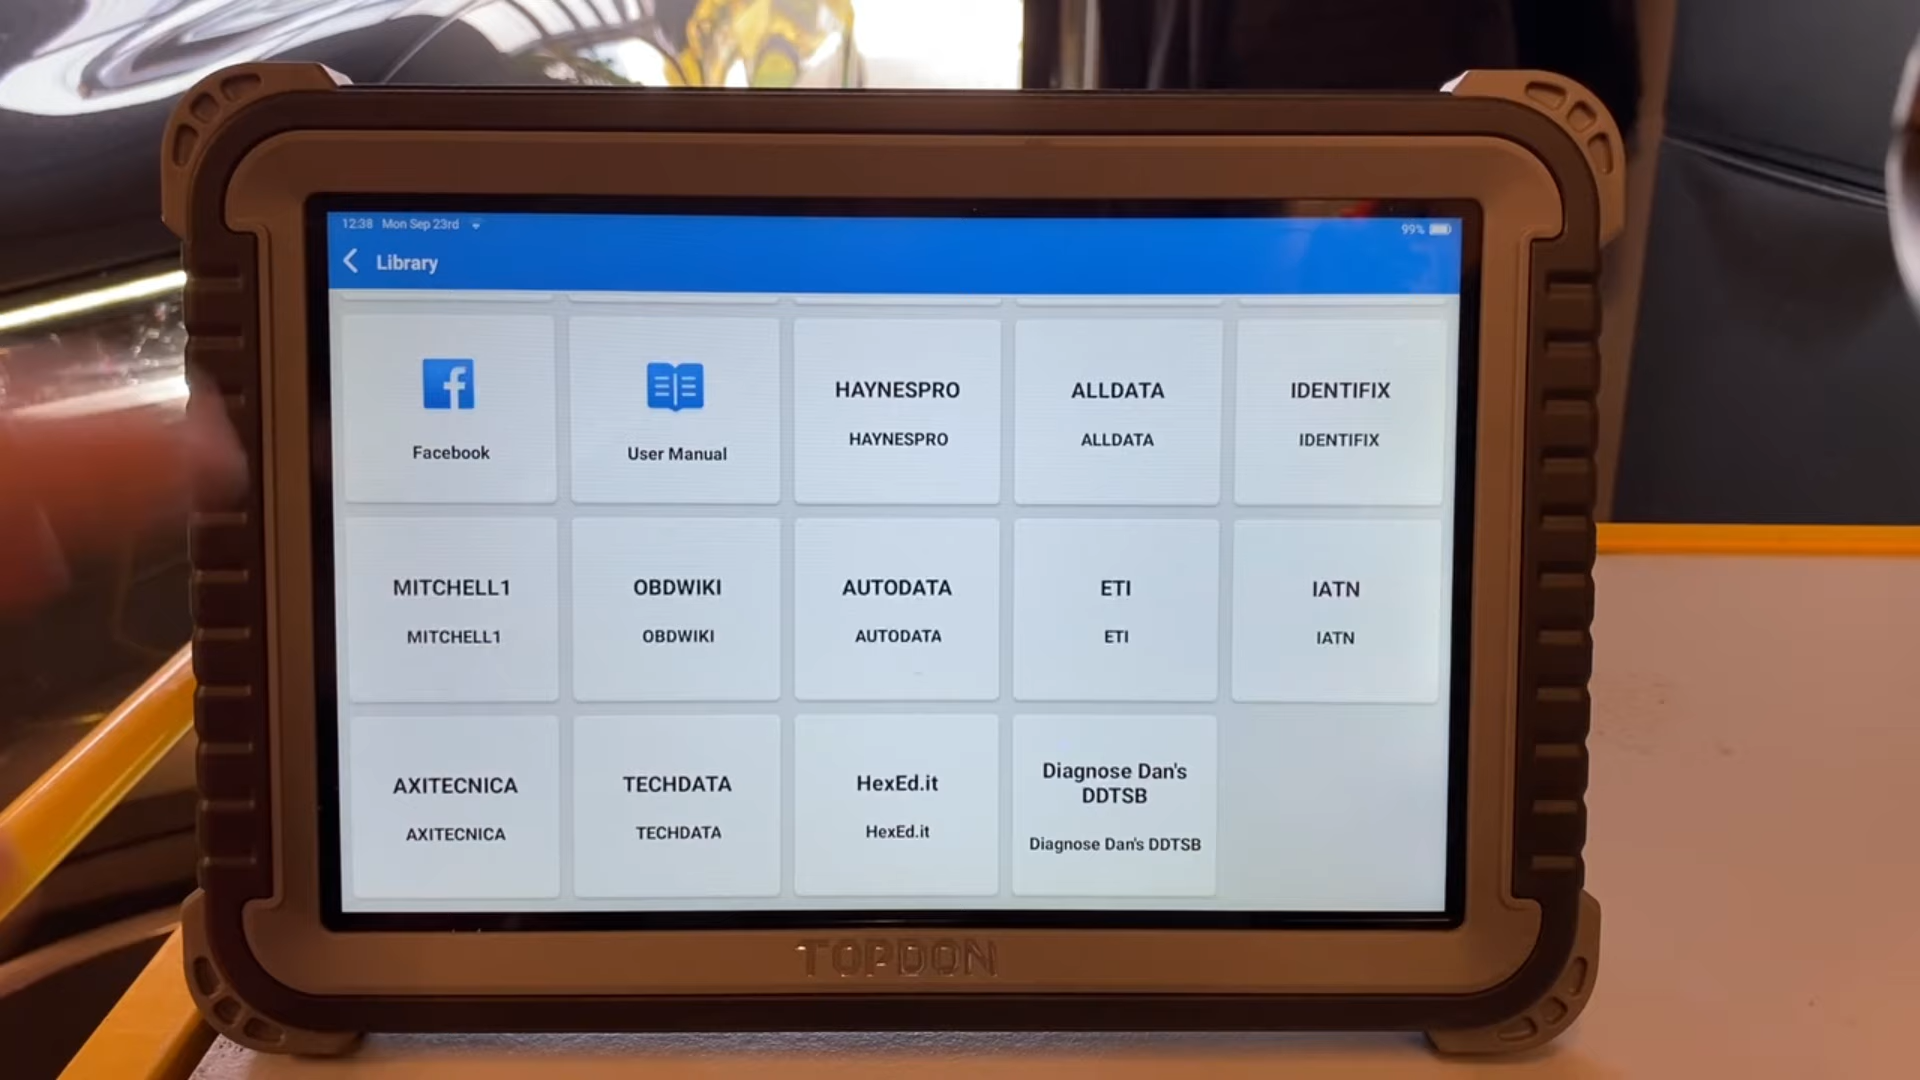 12:38 Mon Sep 23rd
99%
Library
Facebook
User Manual
HAYNESPRO
HAYNESPRO
ALLDATA
ALLDATA
IDENTIFIX
IDENTIFIX
MITCHELL1
MITCHELL1
OBDWIKI
OBDWIKI
AUTODATA
AUTODATA
ETI
ETI
IATN
IATN
AXITECNICA
AXITECNICA
TECHDATA
TECHDATA
HexEd.it
HexEd.it
Diagnose Dan's
DDTSB
Diagnose Dan's DDTSB
TOPDON